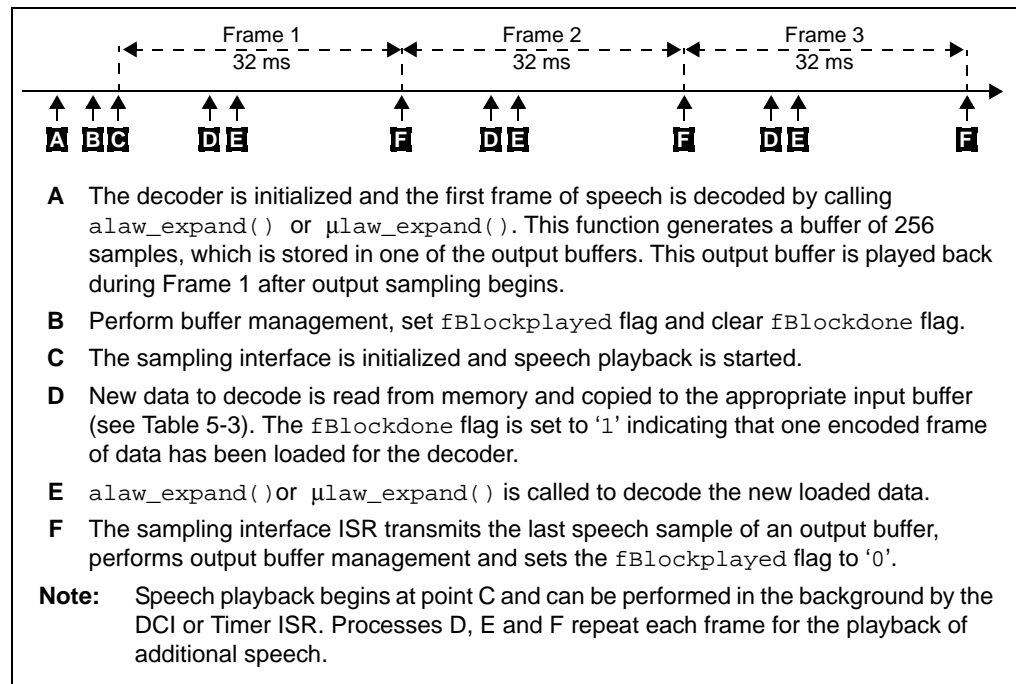 Frame 1 Frame 2 Frame 3
32 ms 32 ms 32 ms
A B C D E F D E F D E F
A The decoder is initialized and the first frame of speech is decoded by calling
alaw_expand() or µlaw_expand(). This function generates a buffer of 256
samples, which is stored in one of the output buffers. This output buffer is played back
during Frame 1 after output sampling begins.
B Perform buffer management, set fBlockplayed flag and clear fBlockdone flag.
C The sampling interface is initialized and speech playback is started.
D New data to decode is read from memory and copied to the appropriate input buffer
(see Table 5-3). The fBlockdone flag is set to ‘1’ indicating that one encoded frame
of data has been loaded for the decoder.
E alaw_expand()or µlaw_expand() is called to decode the new loaded data.
F The sampling interface ISR transmits the last speech sample of an output buffer,
performs output buffer management and sets the fBlockplayed flag to ‘0’.
Note: Speech playback begins at point C and can be performed in the background by the
DCI or Timer ISR. Processes D, E and F repeat each frame for the playback of
additional speech.